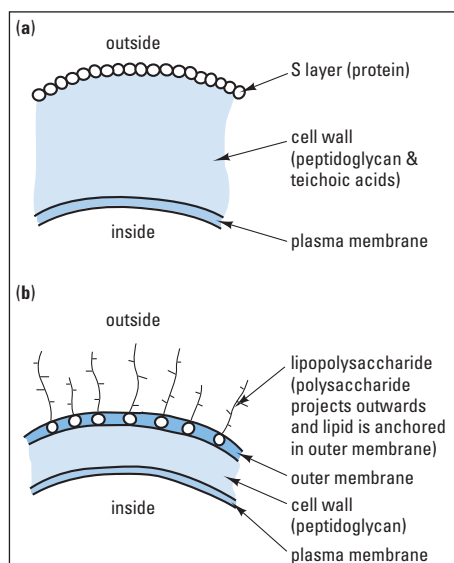 (a)
outside
S layer (protein)
cell wall
(peptidoglycan &
teichoic acids)
plasma membrane
inside
(b)
outside
lipopolysaccharide
(polysaccharide
projects outwards
and lipid is anchored
in outer membrane)
outer membrane
cell wall
(peptidoglycan)
inside
plasma membrane